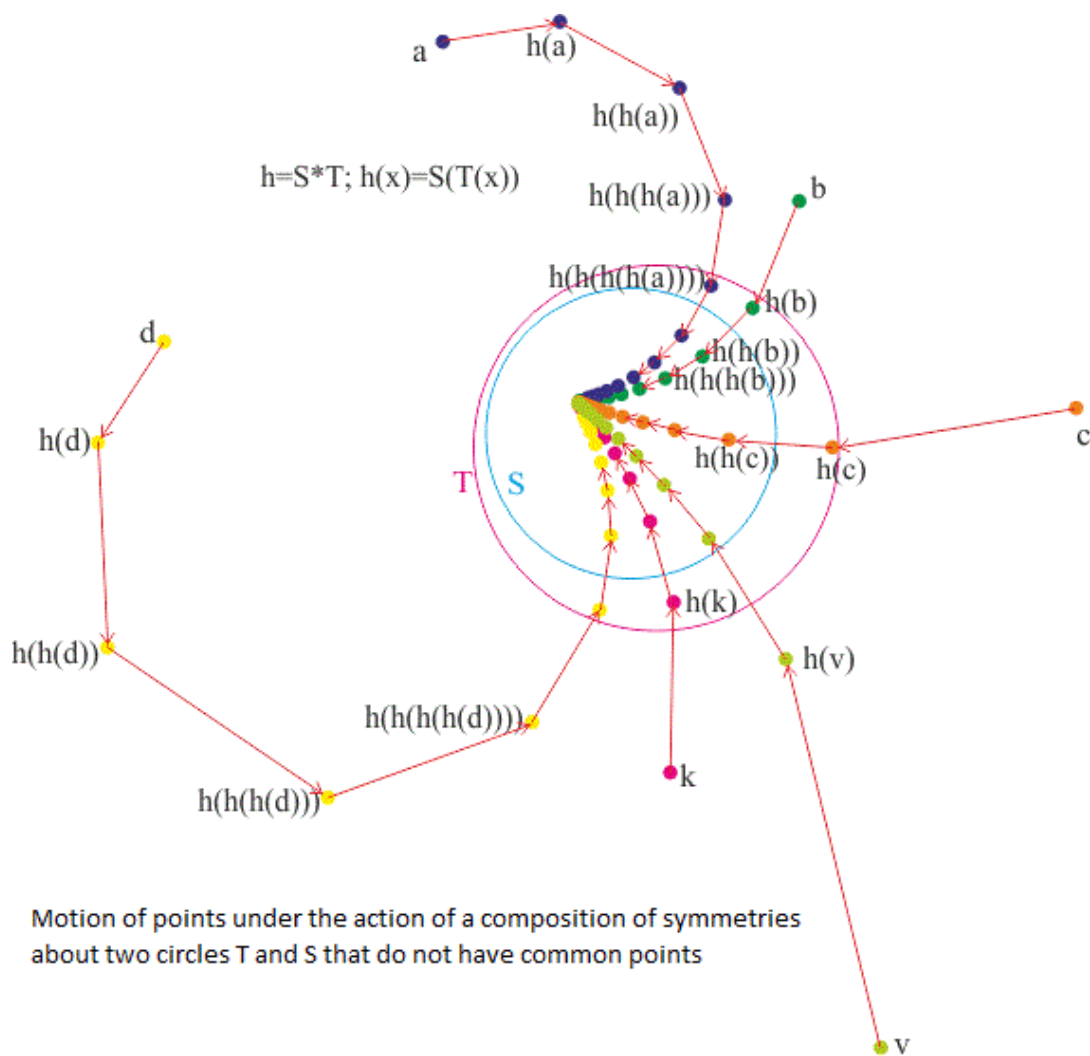 a
h(a)
h(h(a))
h=S*T; h(x)=S(T(x))
h(h(h(a)))
b
h(h(h(h(a))))
h(b)
d
h(h(b))
h(h(h(b)))
c
h(d)
h(h(c))
h(c)
T
S
h(k)
h(h(d))
h(v)
h(h(h(h(d))))
k
h(h(h(d)))
Motion of points under the action of a composition of symmetries
about two circles T and S that do not have common points
v